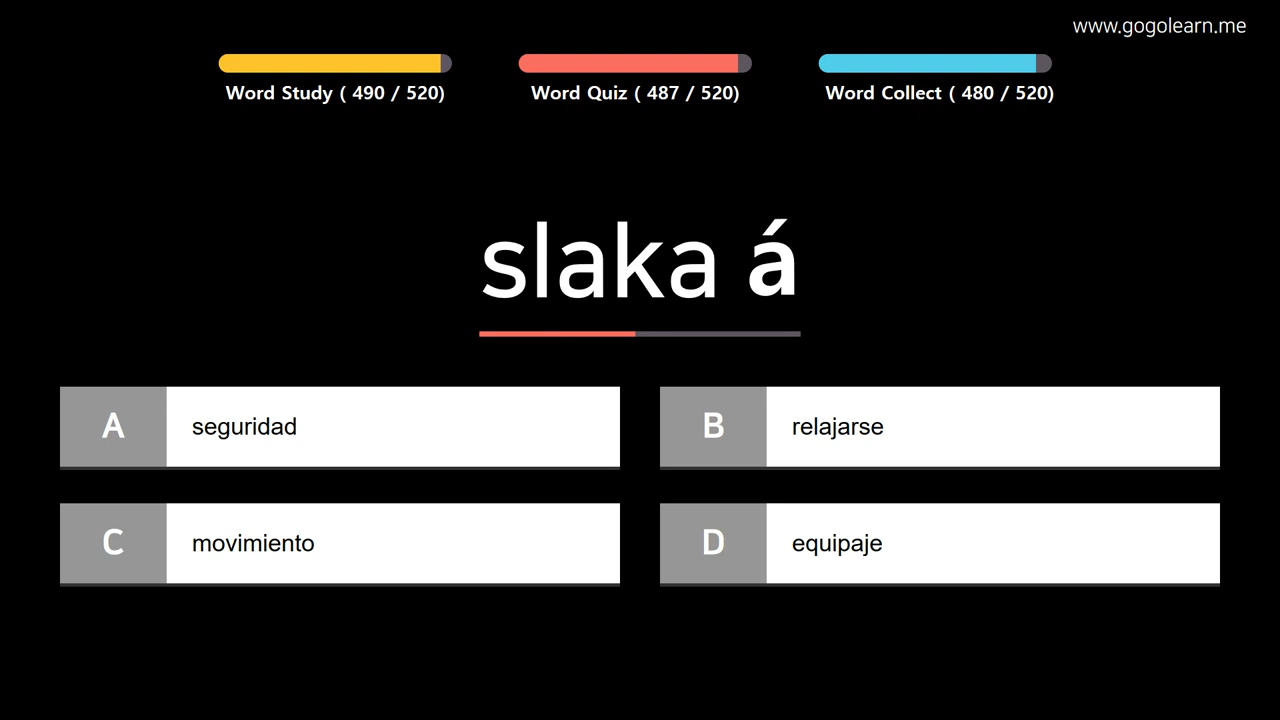 www.gogolearn.me
Word Study ( 490 / 520)
Word Quiz ( 487 / 520)
Word Collect ( 480 / 520)
slaka á
A seguridad
B relajarse
C movimiento
D equipaje